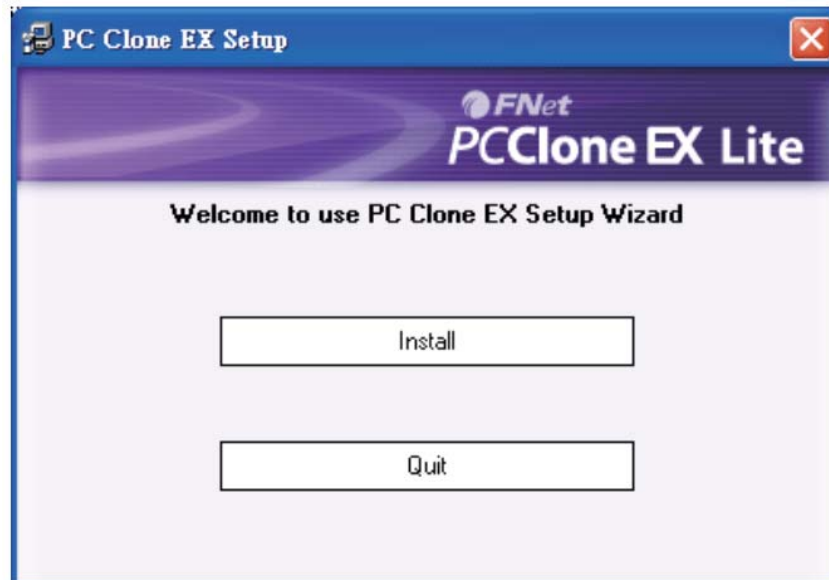 PC Clone EX Setup
FNet
PCClone EX Lite
Welcome to use PC Clone EX Setup Wizard
Install
Quit